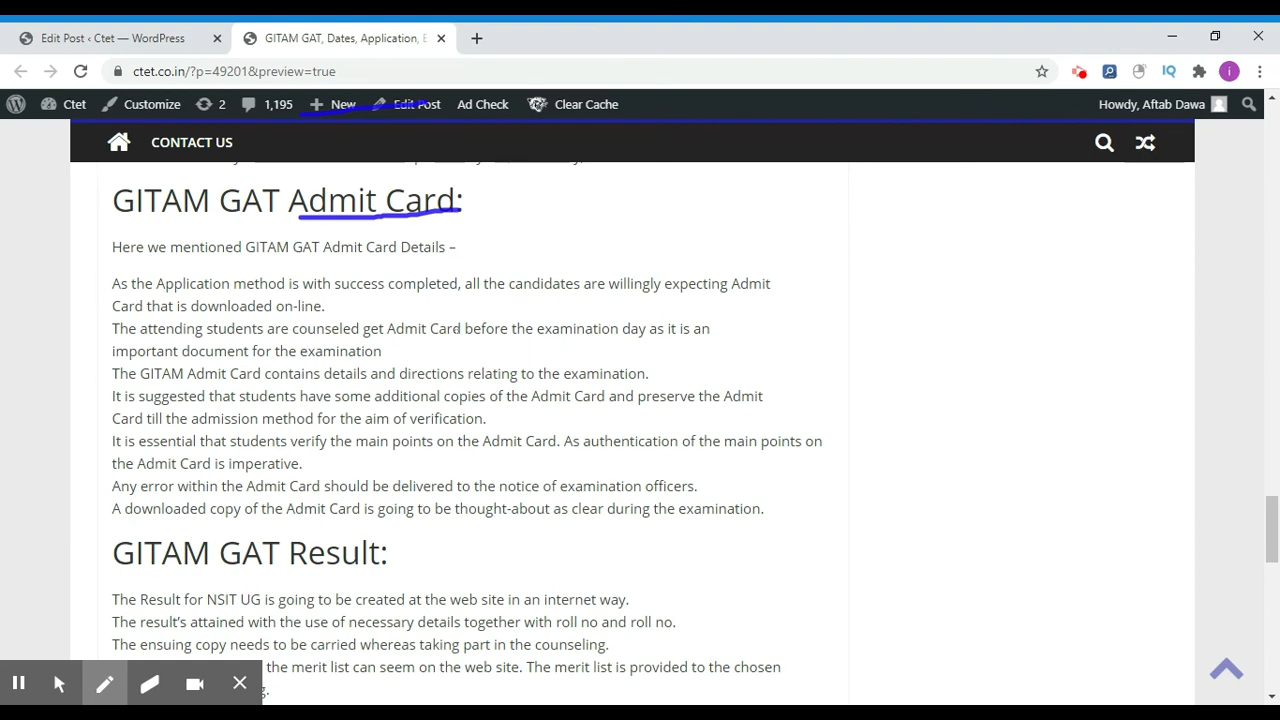 Edit Post ‹ Ctet — WordPress
GITAM GAT, Dates, Application, E
ctet.co.in/?p=49201&preview=true
Ctet Customize 2 1,195 New Edit Post Ad Check Clear Cache Howdy, Aftab Dawa
CONTACT US
GITAM GAT Admit Card:
Here we mentioned GITAM GAT Admit Card Details –
As the Application method is with success completed, all the candidates are willingly expecting Admit
Card that is downloaded on-line.
The attending students are counseled get Admit Card before the examination day as it is an
important document for the examination
The GITAM Admit Card contains details and directions relating to the examination.
It is suggested that students have some additional copies of the Admit Card and preserve the Admit
Card till the admission method for the aim of verification.
It is essential that students verify the main points on the Admit Card. As authentication of the main points on
the Admit Card is imperative.
Any error within the Admit Card should be delivered to the notice of examination officers.
A downloaded copy of the Admit Card is going to be thought-about as clear during the examination.
GITAM GAT Result:
The Result for NSIT UG is going to be created at the web site in an internet way.
The result's attained with the use of necessary details together with roll no and roll no.
The ensuing copy needs to be carried whereas taking part in the counseling.
the merit list can seem on the web site. The merit list is provided to the chosen